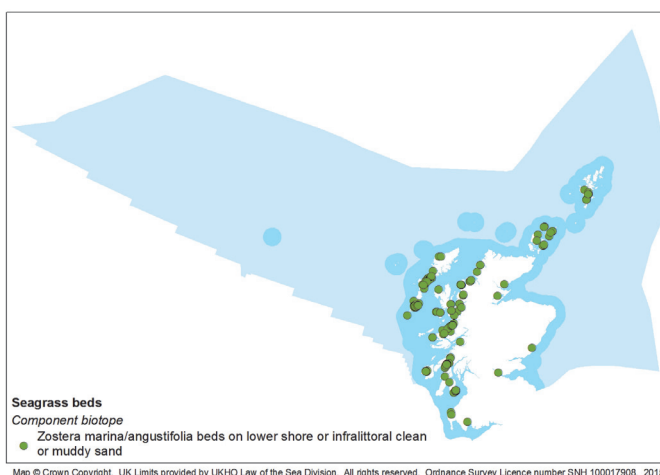 Seagrass beds
Component biotope
Zostera marina/angustifolia beds on lower shore or infralittoral clean
or muddy sand
Map © Crown Copyright. UK Limits provided by UKHO Law of the Sea Division. All rights reserved. Ordnance Survey Licence number SNH 100017908